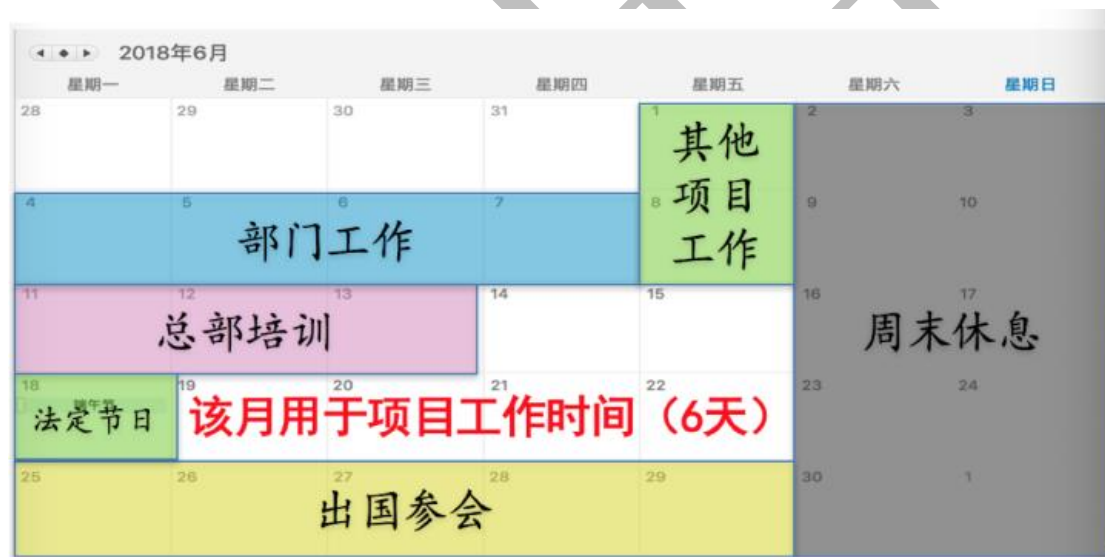 2018年6月
星期一 星期二 星期三 星期四 星期五 星期六 星期日
28 29 30 31 1 2 3
其他
项目
工作
4 5 6 7 8 9 10
部门工作
11 12 13 14 15 16 17
总部培训
周末休息
18 19 20 21 22 23 24
端午节
法定节日
该月用于项目工作时间（6天）
25 26 27 28 29 30 1
出国参会